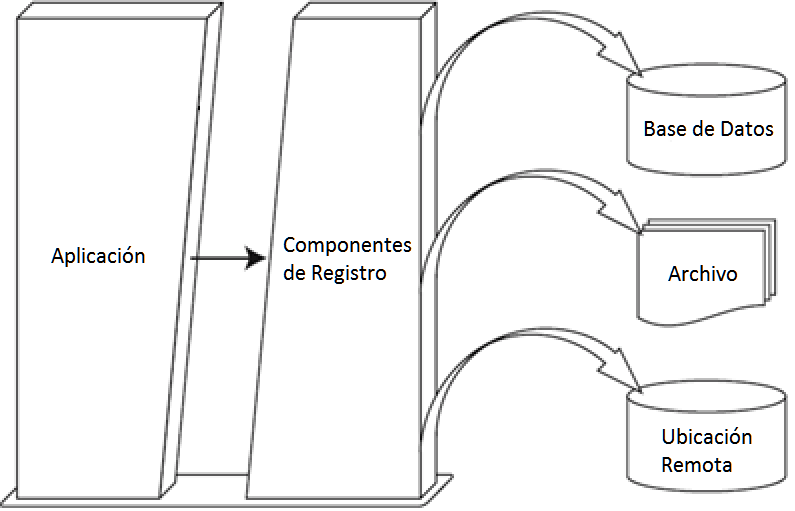 Aplicación
Componentes
de Registro
Base de Datos
Archivo
Ubicación
Remota